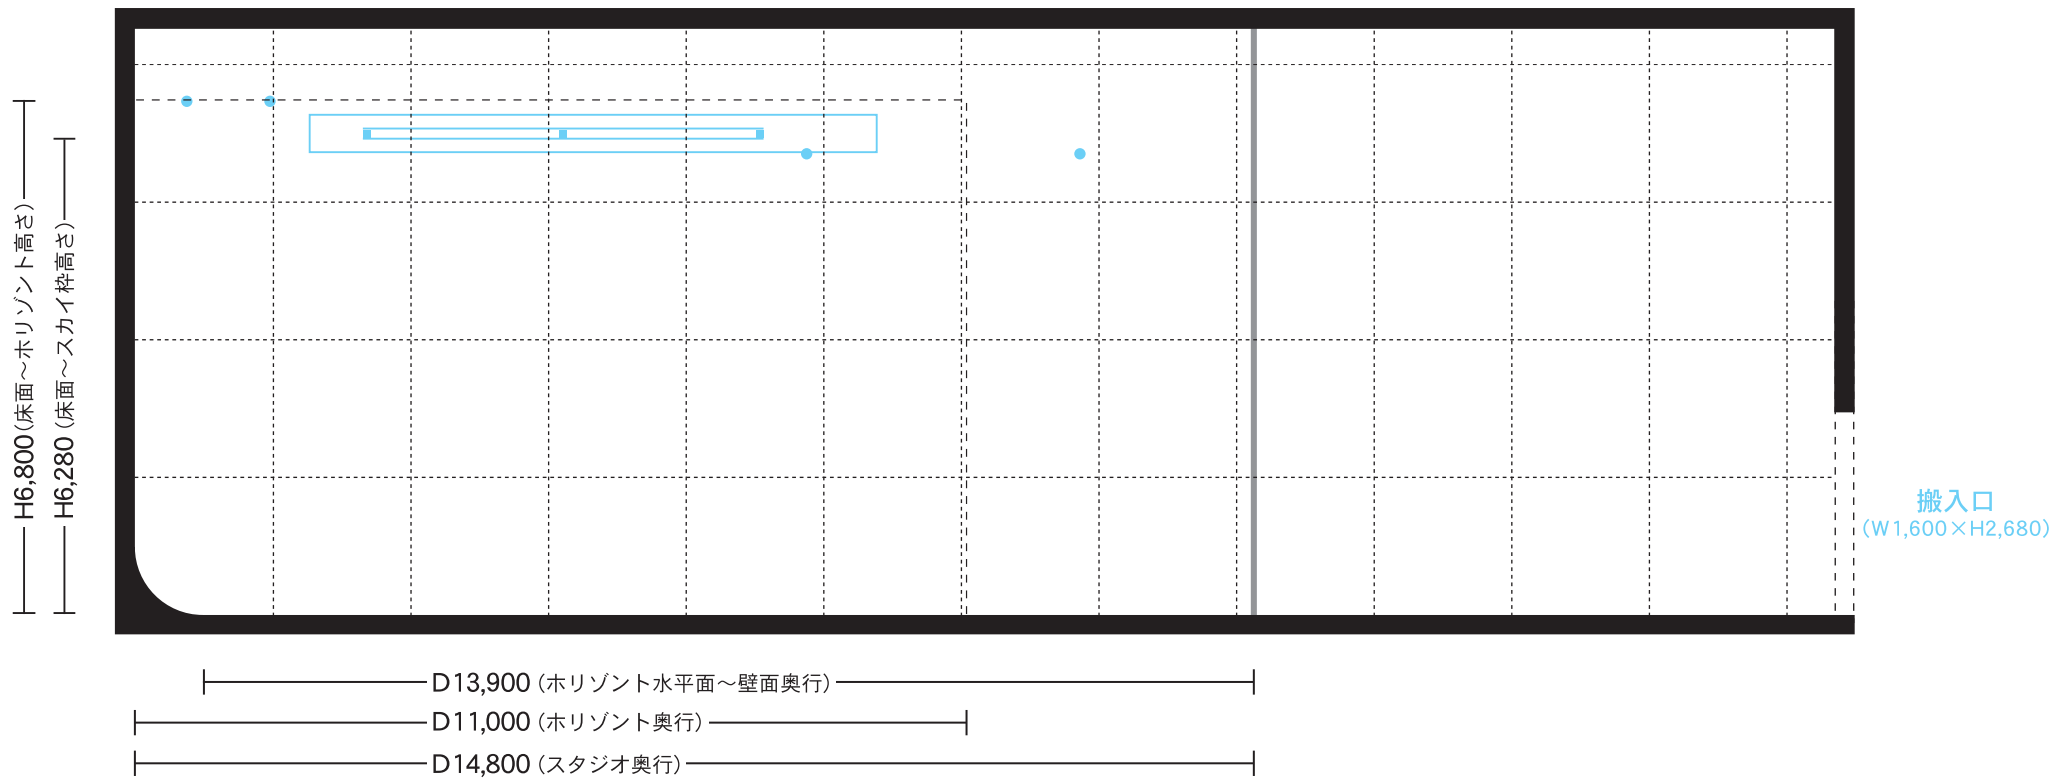 H6,800(床面〜ホリゾント高さ)
H6,280(床面〜スカイ枠高さ)
搬入口
(W1,600×H2,680)
D13,900(ホリゾント水平面〜壁面奥行)
D11,000(ホリゾント奥行)
D14,800(スタジオ奥行)